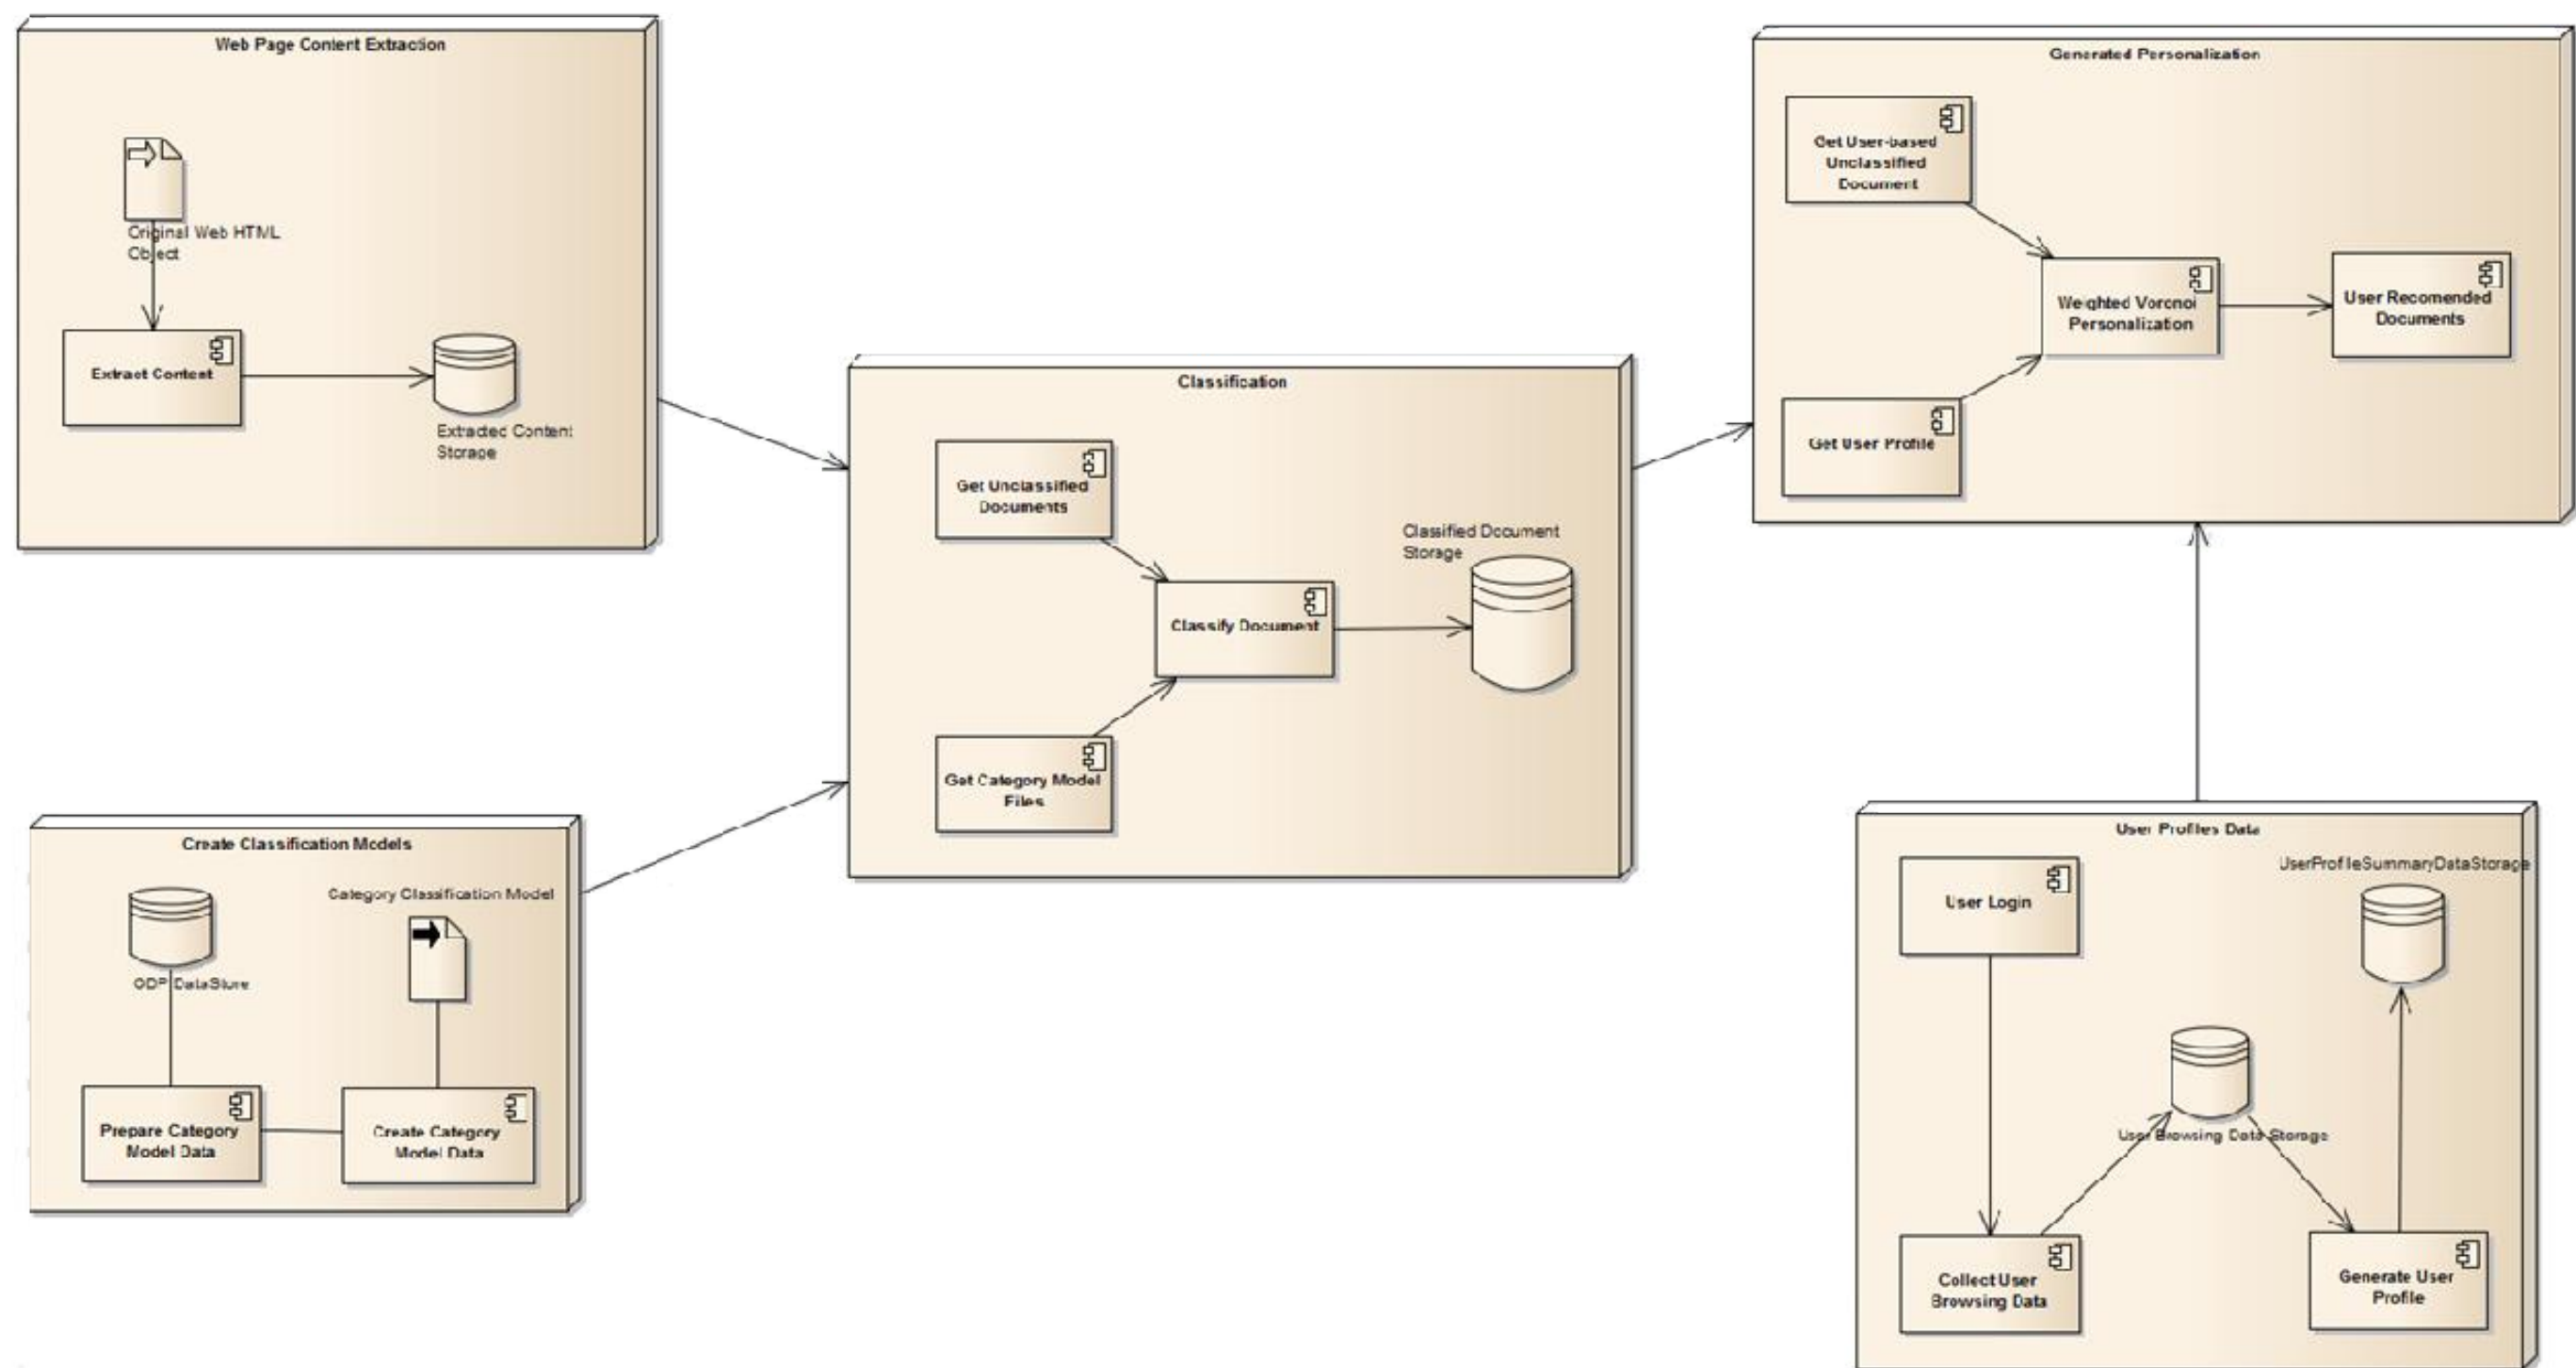 Web Page Content Extraction
Original Web HTML
Object
Extract Content
Extracted Content
Storage
Create Classification Models
Category Classification Model
ODP DataStore
Prepare Category
Model Data
Create Category
Model Data
Classification
Get Unclassified
Documents
Classified Document
Storage
Classify Document
Get Category Model
Files
Generated Personalization
Get User-based
Unclassified
Document
Weighted Voronoi
Personalization
User Recomended
Documents
Get User Profile
User Profiles Data
UserProfileSummaryDataStorage
User Login
User Browsing Data Storage
Collect User
Browsing Data
Generate User
Profile